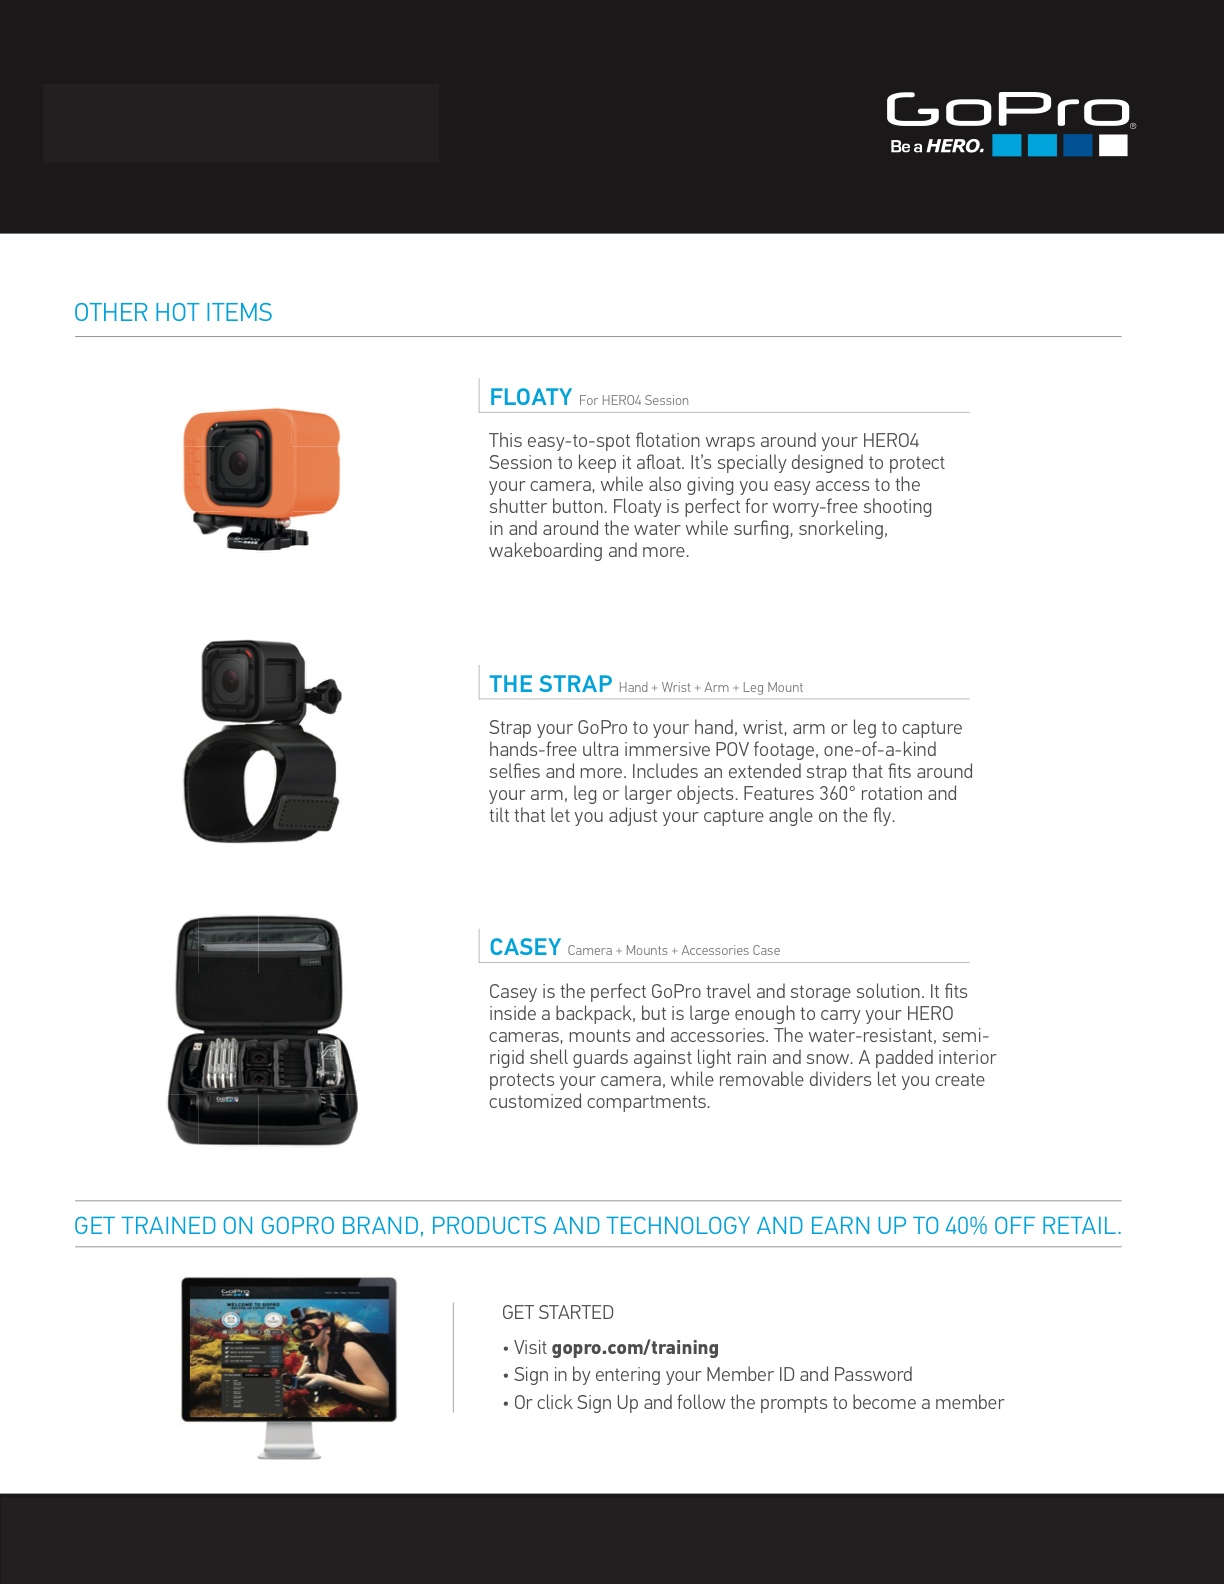 GoPro®
Be a HERO.
OTHER HOT ITEMS
FLOATY For HERO4 Session
This easy-to-spot flotation wraps around your HERO4
Session to keep it afloat. It’s specially designed to protect
your camera, while also giving you easy access to the
shutter button. Floaty is perfect for worry-free shooting
in and around the water while surfing, snorkeling,
wakeboarding and more.
GoPro
THE STRAP Hand + Wrist + Arm + Leg Mount
Strap your GoPro to your hand, wrist, arm or leg to capture
hands-free ultra immersive POV footage, one-of-a-kind
selfies and more. Includes an extended strap that fits around
your arm, leg or larger objects. Features 360° rotation and
tilt that let you adjust your capture angle on the fly.
CASEY Camera + Mounts + Accessories Case
Casey is the perfect GoPro travel and storage solution. It fits
inside a backpack, but is large enough to carry your HERO
cameras, mounts and accessories. The water-resistant, semi-
rigid shell guards against light rain and snow. A padded interior
protects your camera, while removable dividers let you create
customized compartments.
GoPro
GET TRAINED ON GOPRO BRAND, PRODUCTS AND TECHNOLOGY AND EARN UP TO 40% OFF RETAIL.
GoPro
WELCOME TO GOPRO
GET STARTED
• Visit gopro.com/training
• Sign in by entering your Member ID and Password
• Or click Sign Up and follow the prompts to become a member